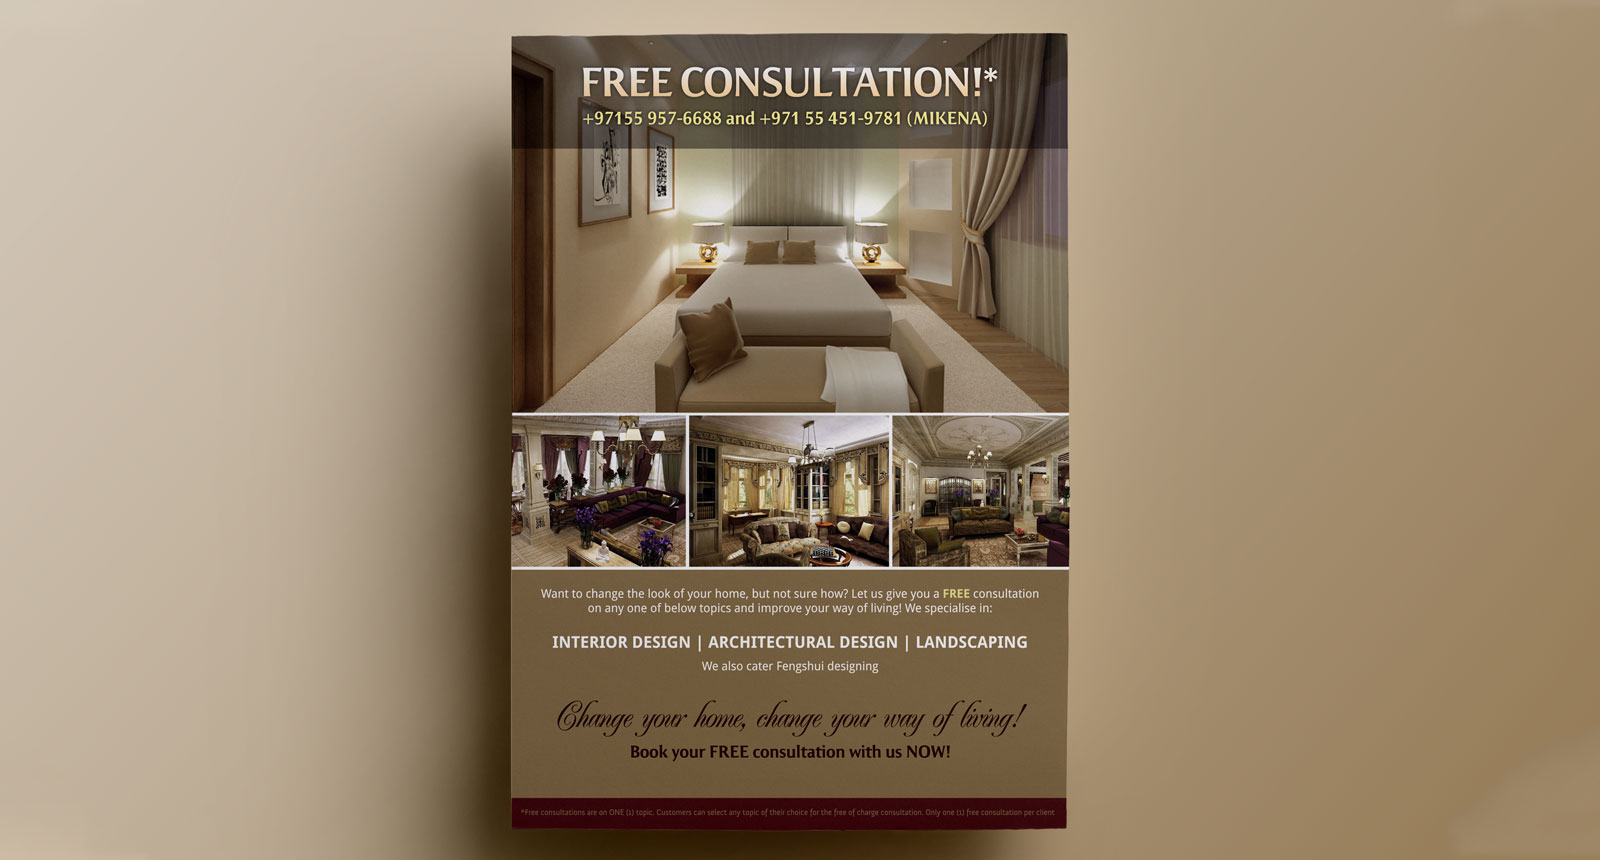 FREE CONSULTATION!*
+97155 957-6688 and +971 55 451-9781 (MIKENA)
Want to change the look of your home, but not sure how? Let us give you a FREE consultation
on any one of below topics and improve your way of living! We specialise in:
INTERIOR DESIGN | ARCHITECTURAL DESIGN | LANDSCAPING
We also cater Fengshui designing
Change your home, change your way of living!
Book your FREE consultation with us NOW!
*Free consultations are on ONE (1) topic. Customers can select any topic of their choice for the free of charge consultation. Only one (1) free consultation per client